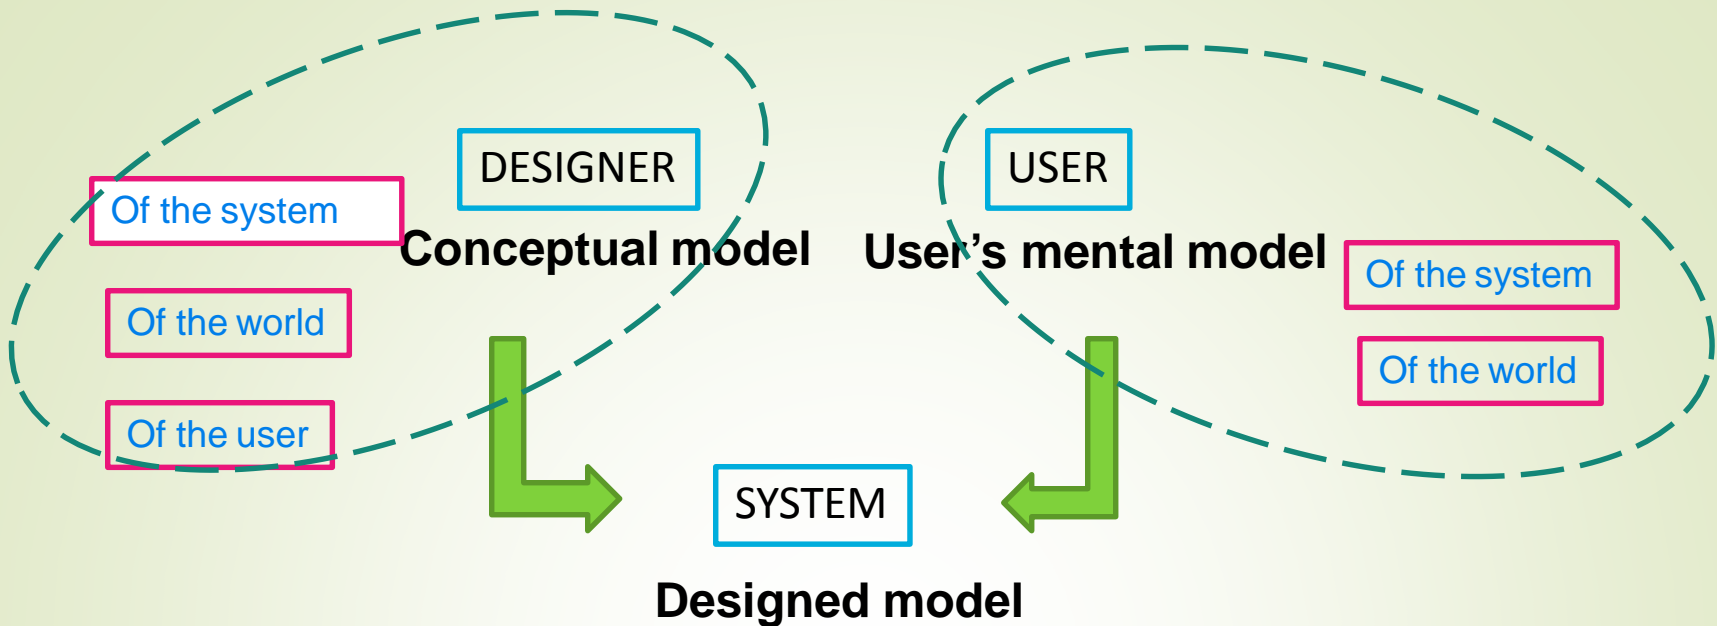 DESIGNER
Conceptual model
Of the system
Of the world
Of the user
USER
User’s mental model
Of the system
Of the world
SYSTEM
Designed model